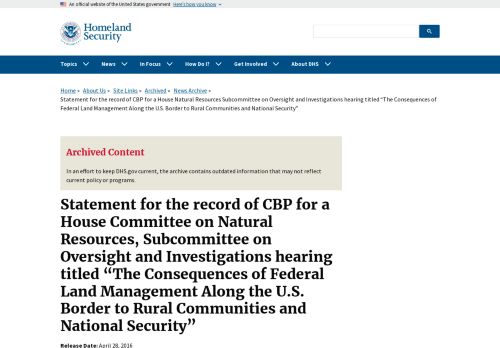 An official website of the United States government Here's how you know
Homeland
Security
Topics News In Focus How Do I? Get Involved About DHS
Home » About Us » Site Links » Archived » News Archive »
Statement for the record of CBP for a House Natural Resources Subcommittee on Oversight and Investigations hearing titled “The Consequences of
Federal Land Management Along the U.S. Border to Rural Communities and National Security”
Archived Content
In an effort to keep DHS.gov current, the archive contains outdated information that may not reflect
current policy or programs.
Statement for the record of CBP for a
House Committee on Natural
Resources, Subcommittee on
Oversight and Investigations hearing
titled “The Consequences of Federal
Land Management Along the U.S.
Border to Rural Communities and
National Security”
Release Date: April 28, 2016